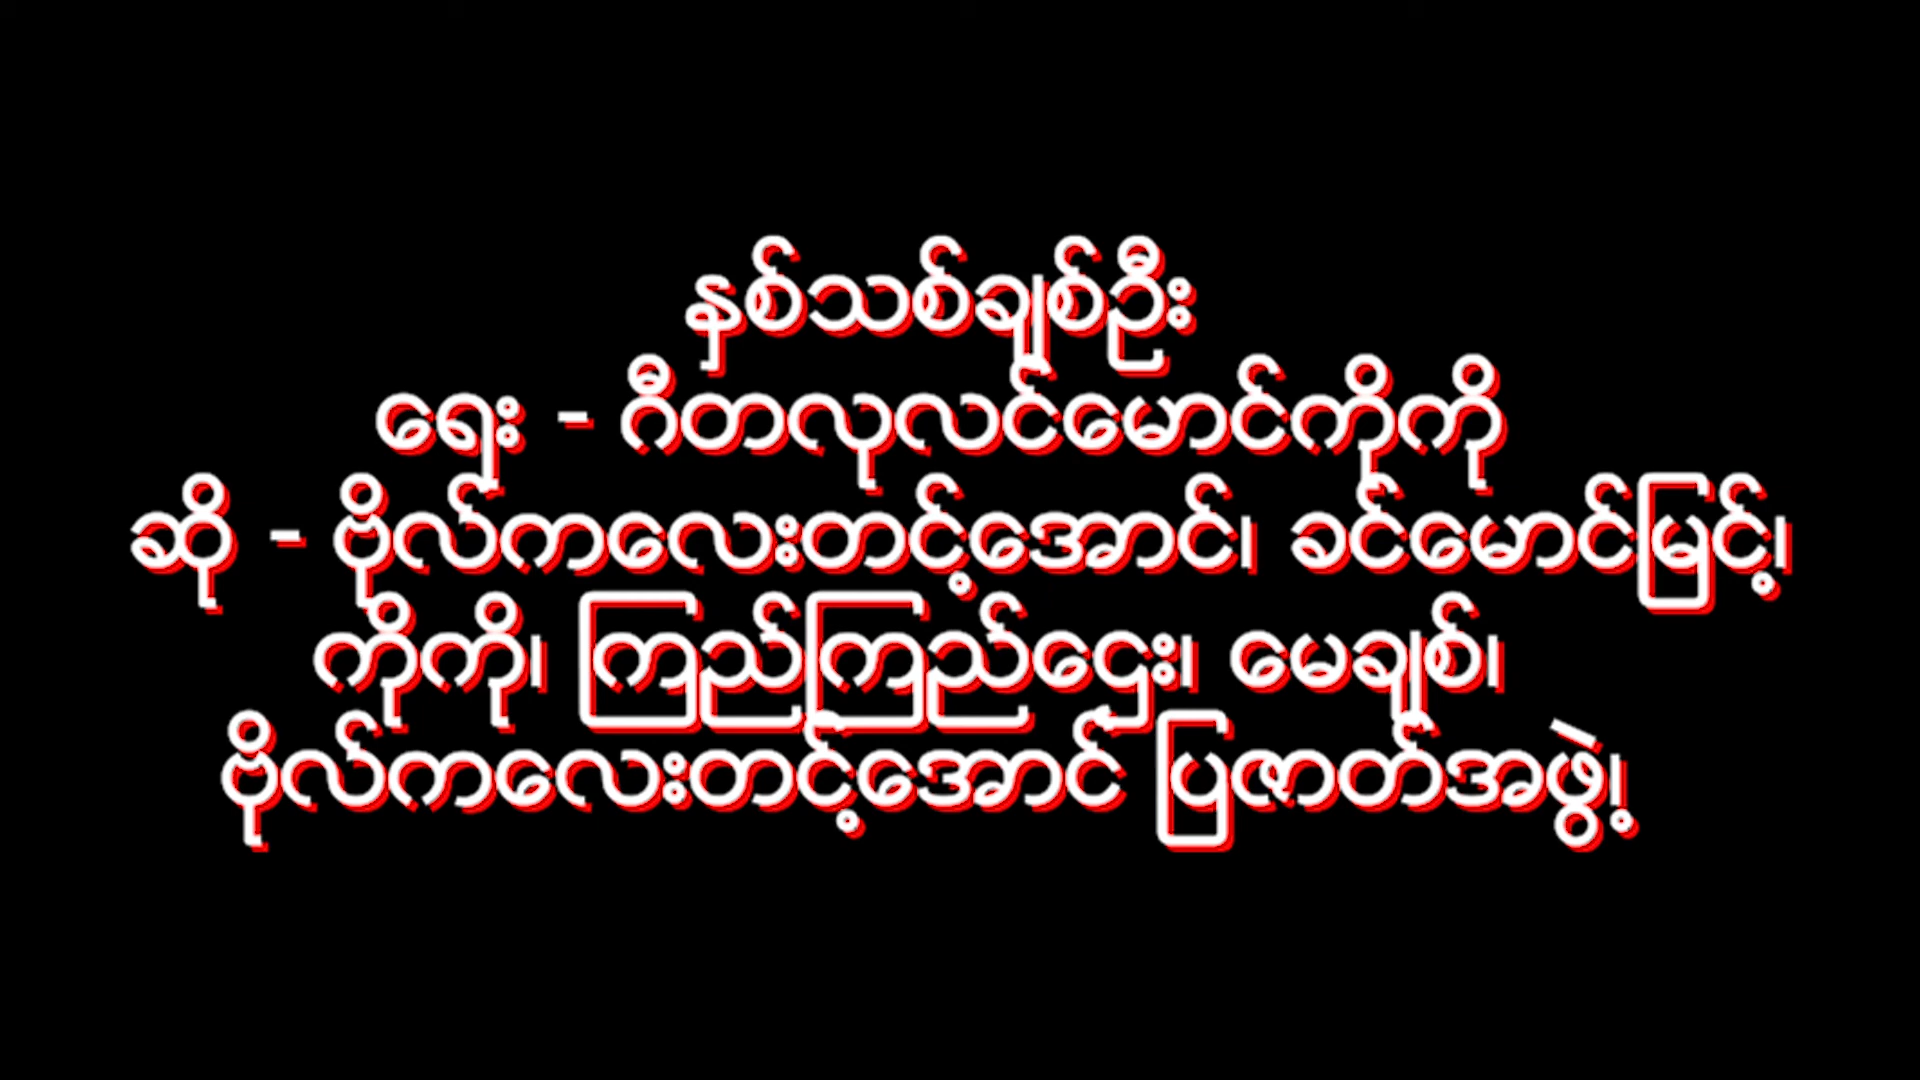 နှစ်သစ်ချစ်ဦး
ရေး - ဂီတလုလင်မောင်ကိုကို
ဆို - ဗိုလ်ကလေးတင့်အောင်၊ ခင်မောင်မြင့်၊
ကိုကို၊ ကြည်ကြည်ဌေး၊ မေချစ်၊
ဗိုလ်ကလေးတင့်အောင် ပြဇာတ်အဖွဲ့၊